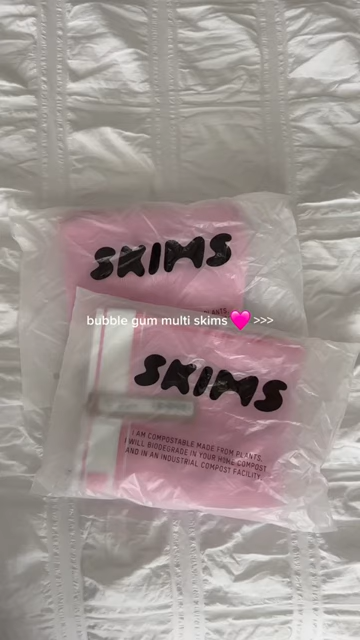 SKIMS
PLANTS.
bubble gum multi skims 🩷 >>>
SKIMS
I AM COMPOSTABLE MADE FROM PLANTS.
I WILL BIODEGRADE IN YOUR HOME COMPOST
AND IN AN INDUSTRIAL COMPOST FACILITY.